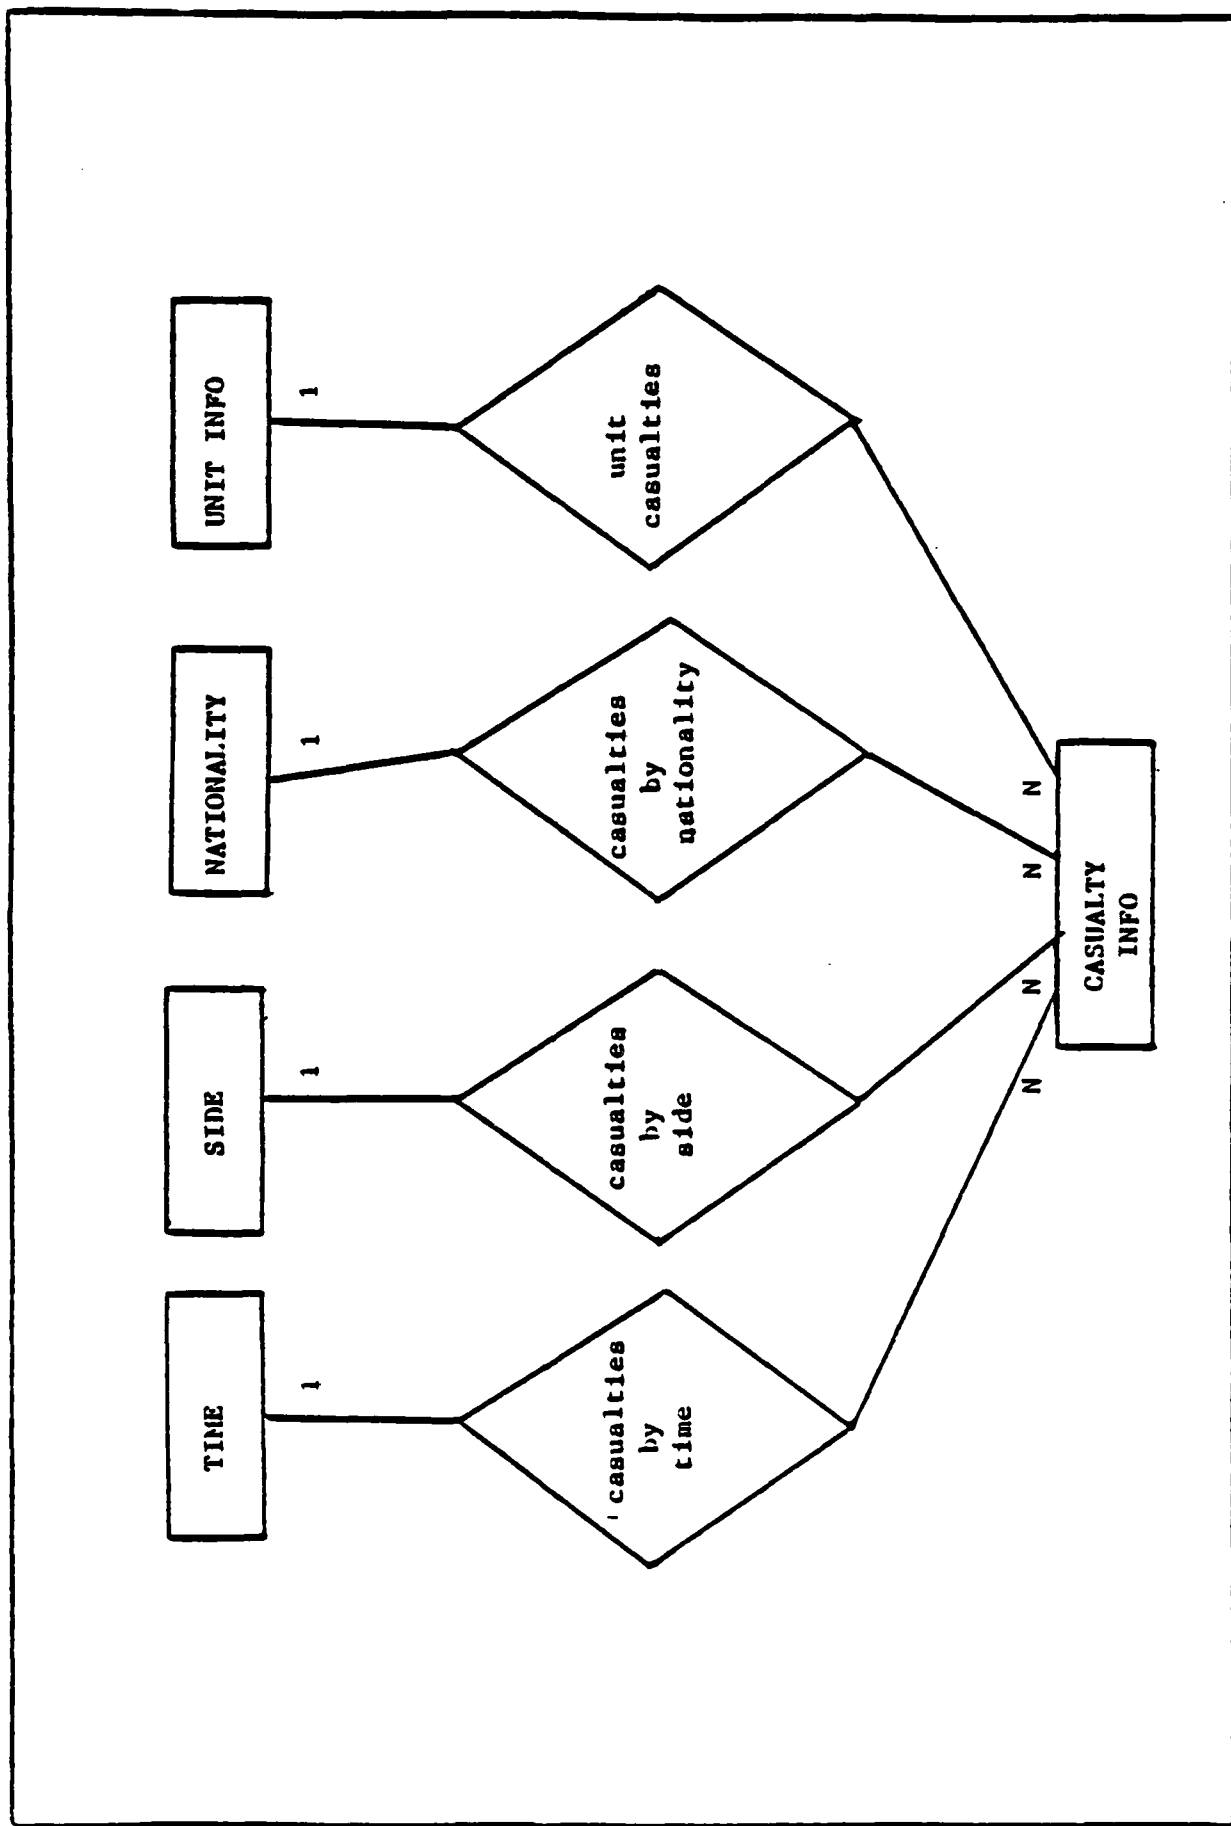 TIME
SIDE
NATIONALITY
UNIT INFO
1
1
1
1
casualties
by
time
casualties
by
side
casualties
by
nationality
unit
casualties
N
N
N
N
CASUALTY
INFO